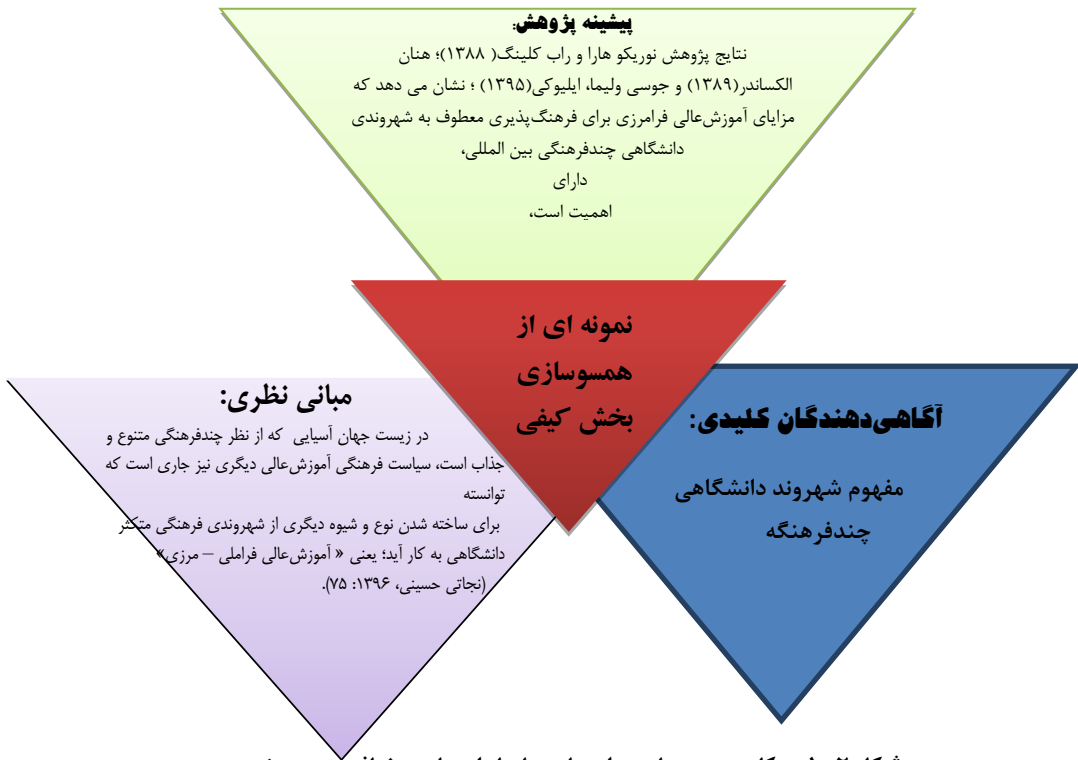 پیشینه پژوهش:
نتایج پژوهش نوریکو هارا و راب کلینگ( ۱۳۸۸)؛ هنان
الکساندر(۱۳۸۹) و جوسی ولیما، ایلیوکی(۱۳۹۵) ؛ نشان می دهد که
مزایای آموزش‌عالی فرامرزی برای فرهنگ‌پذیری معطوف به شهروندی
دانشگاهی چندفرهنگی بین المللی،
دارای
اهمیت است،
نمونه ای از
همسوسازی
بخش کیفی
مبانی نظری:
در زیست جهان آسیایی که از نظر چندفرهنگی متنوع و
جذاب است، سیاست فرهنگی آموزش‌عالی دیگری نیز جاری است که
توانسته
برای ساخته شدن نوع و شیوه دیگری از شهروندی فرهنگی متکثر
دانشگاهی به کار آید؛ یعنی « آموزش‌عالی فراملی – مرزی»
(نجاتی حسینی، ۱۳۹۶: ۷۵).
آگاهی‌دهندگان کلیدی:
مفهوم شهروند دانشگاهی
چندفرهنگه